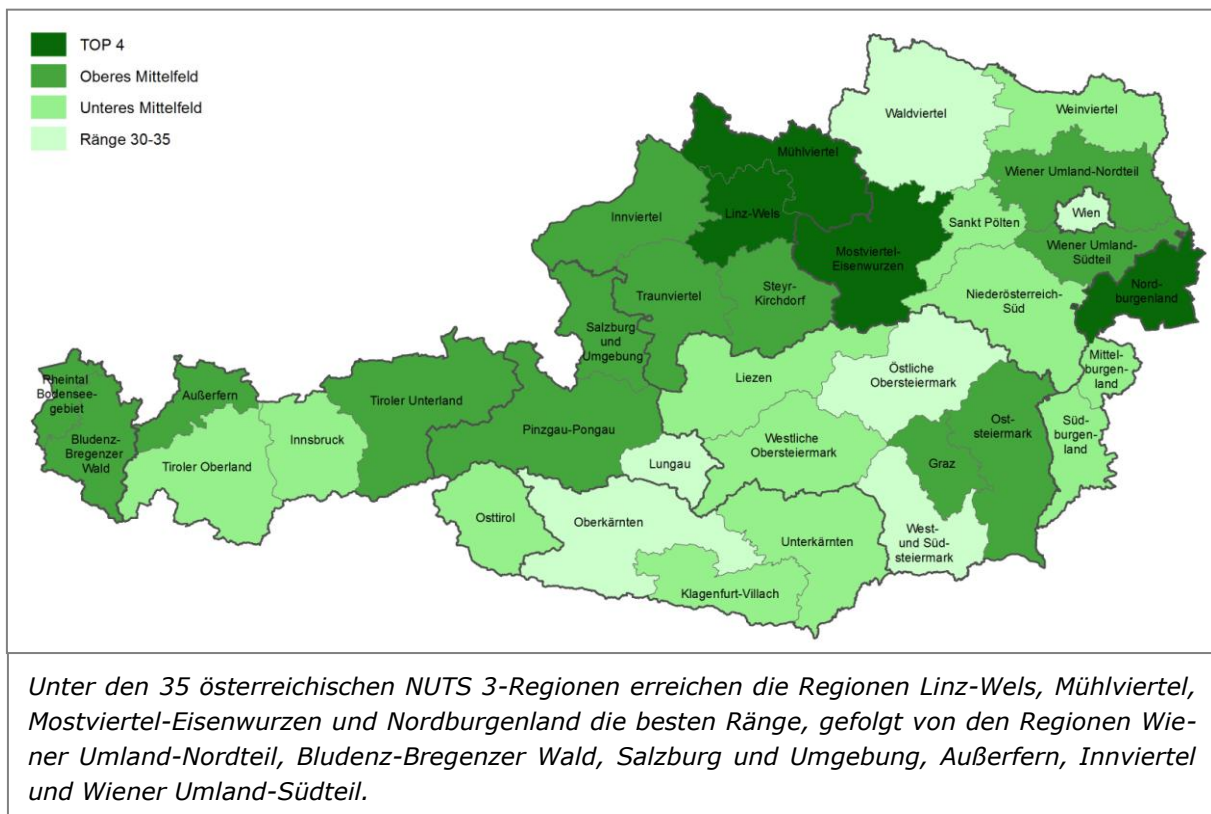 TOP 4
Oberes Mittelfeld
Unteres Mittelfeld
Ränge 30-35
Waldviertel
Weinviertel
Mühlviertel
Wiener Umland-Nordteil
Innviertel
Linz-Wels
Sankt Pölten
Wien
Mostviertel-
Eisenwurzen
Wiener Umland-
Südteil
Nord-
burgenland
Traunviertel
Steyr-
Kirchdorf
Niederösterreich-
Süd
Salzburg
und
Umgebung
Mittel-
burgen-
land
Rheintal
Bodensee-
gebiet
Außerfern
Tiroler Unterland
Liezen
Östliche
Obersteiermark
Bludenz-
Bregenzer
Wald
Innsbruck
Pinzgau-Pongau
Ost-
steiermark
Süd-
burgen-
land
Tiroler Oberland
Westliche
Obersteiermark
Lungau
Graz
Osttirol
Oberkärnten
Unterkärnten
West-
und Süd-
steiermark
Klagenfurt-Villach
Unter den 35 österreichischen NUTS 3-Regionen erreichen die Regionen Linz-Wels, Mühlviertel,
Mostviertel-Eisenwurzen und Nordburgenland die besten Ränge, gefolgt von den Regionen Wie-
ner Umland-Nordteil, Bludenz-Bregenzer Wald, Salzburg und Umgebung, Außerfern, Innviertel
und Wiener Umland-Südteil.